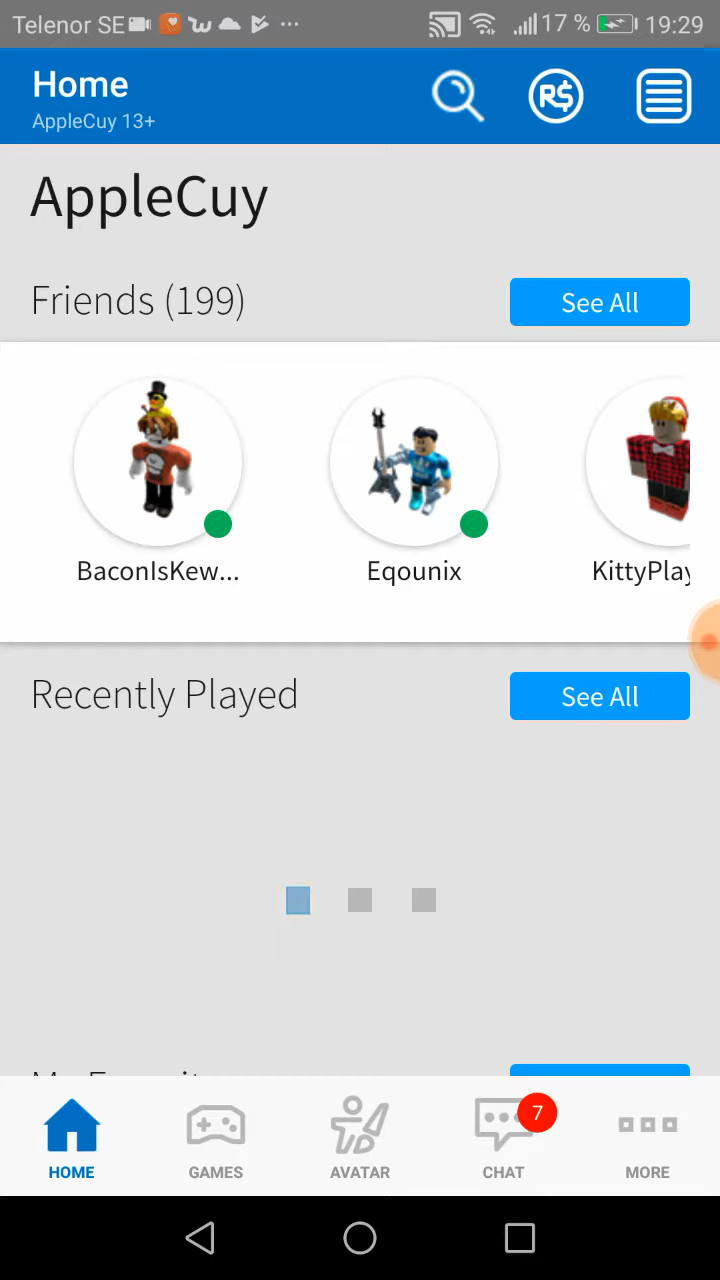 Telenor SE ... 17 % 19:29
Home
AppleCuy 13+
R$
AppleCuy
Friends (199)
See All
BaconIsKew...
Eqounix
KittyPlay
Recently Played
See All
7
HOME
GAMES
AVATAR
CHAT
MORE